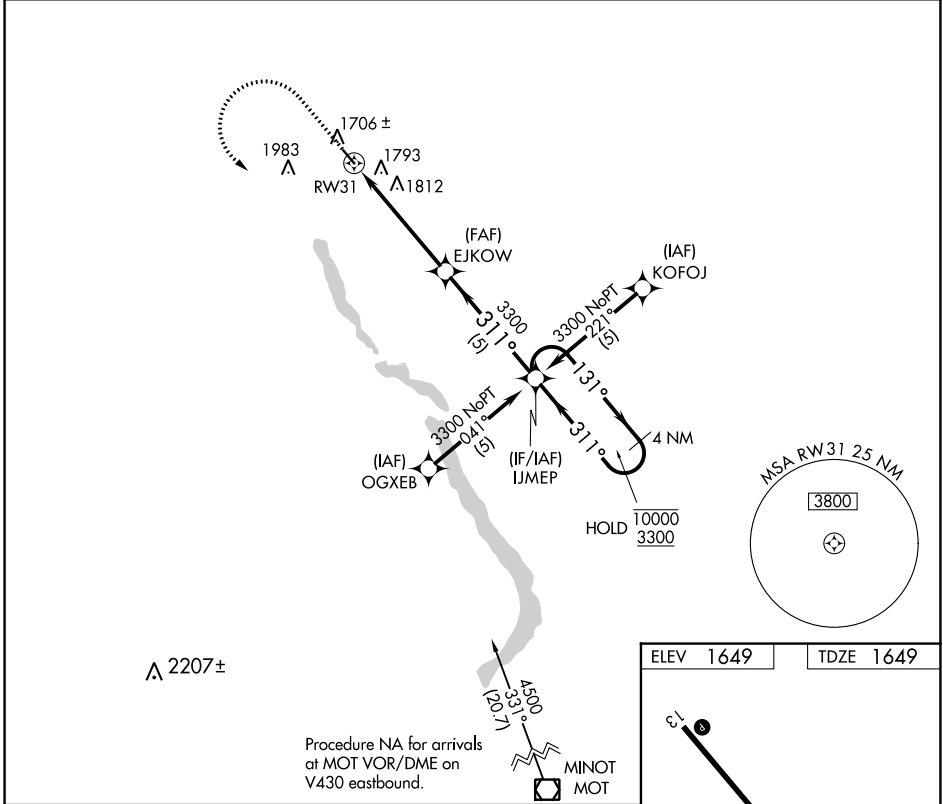 1706 ±
1983
1793
RW31
1812
(FAF)
EJKOW
(IAF)
KOFOJ
3300
311°
(5)
3300 NoPT
221°
(5)
131°
3300 NoPT
041°
(5)
311°
4 NM
(IAF)
OGXEB
(IF/IAF)
IJMEP
HOLD 10000
3300
MSA RW31 25 NM
3800
2207 ±
ELEV 1649
TDZE 1649
13
P
4500
331°
(20.7)
Procedure NA for arrivals
at MOT VOR/DME on
V430 eastbound.
MINOT
MOT